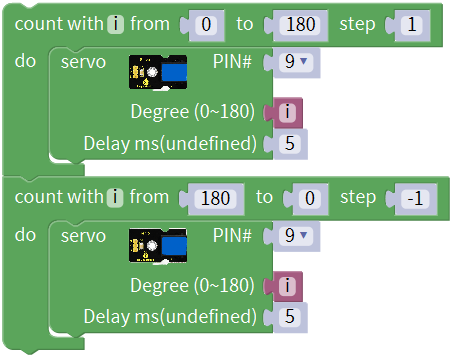 count with i from 0 to 180 step 1
do servo PIN# 9
Degree (0~180) i
Delay ms(undefined) 5
count with i from 180 to 0 step -1
do servo PIN# 9
Degree (0~180) i
Delay ms(undefined) 5